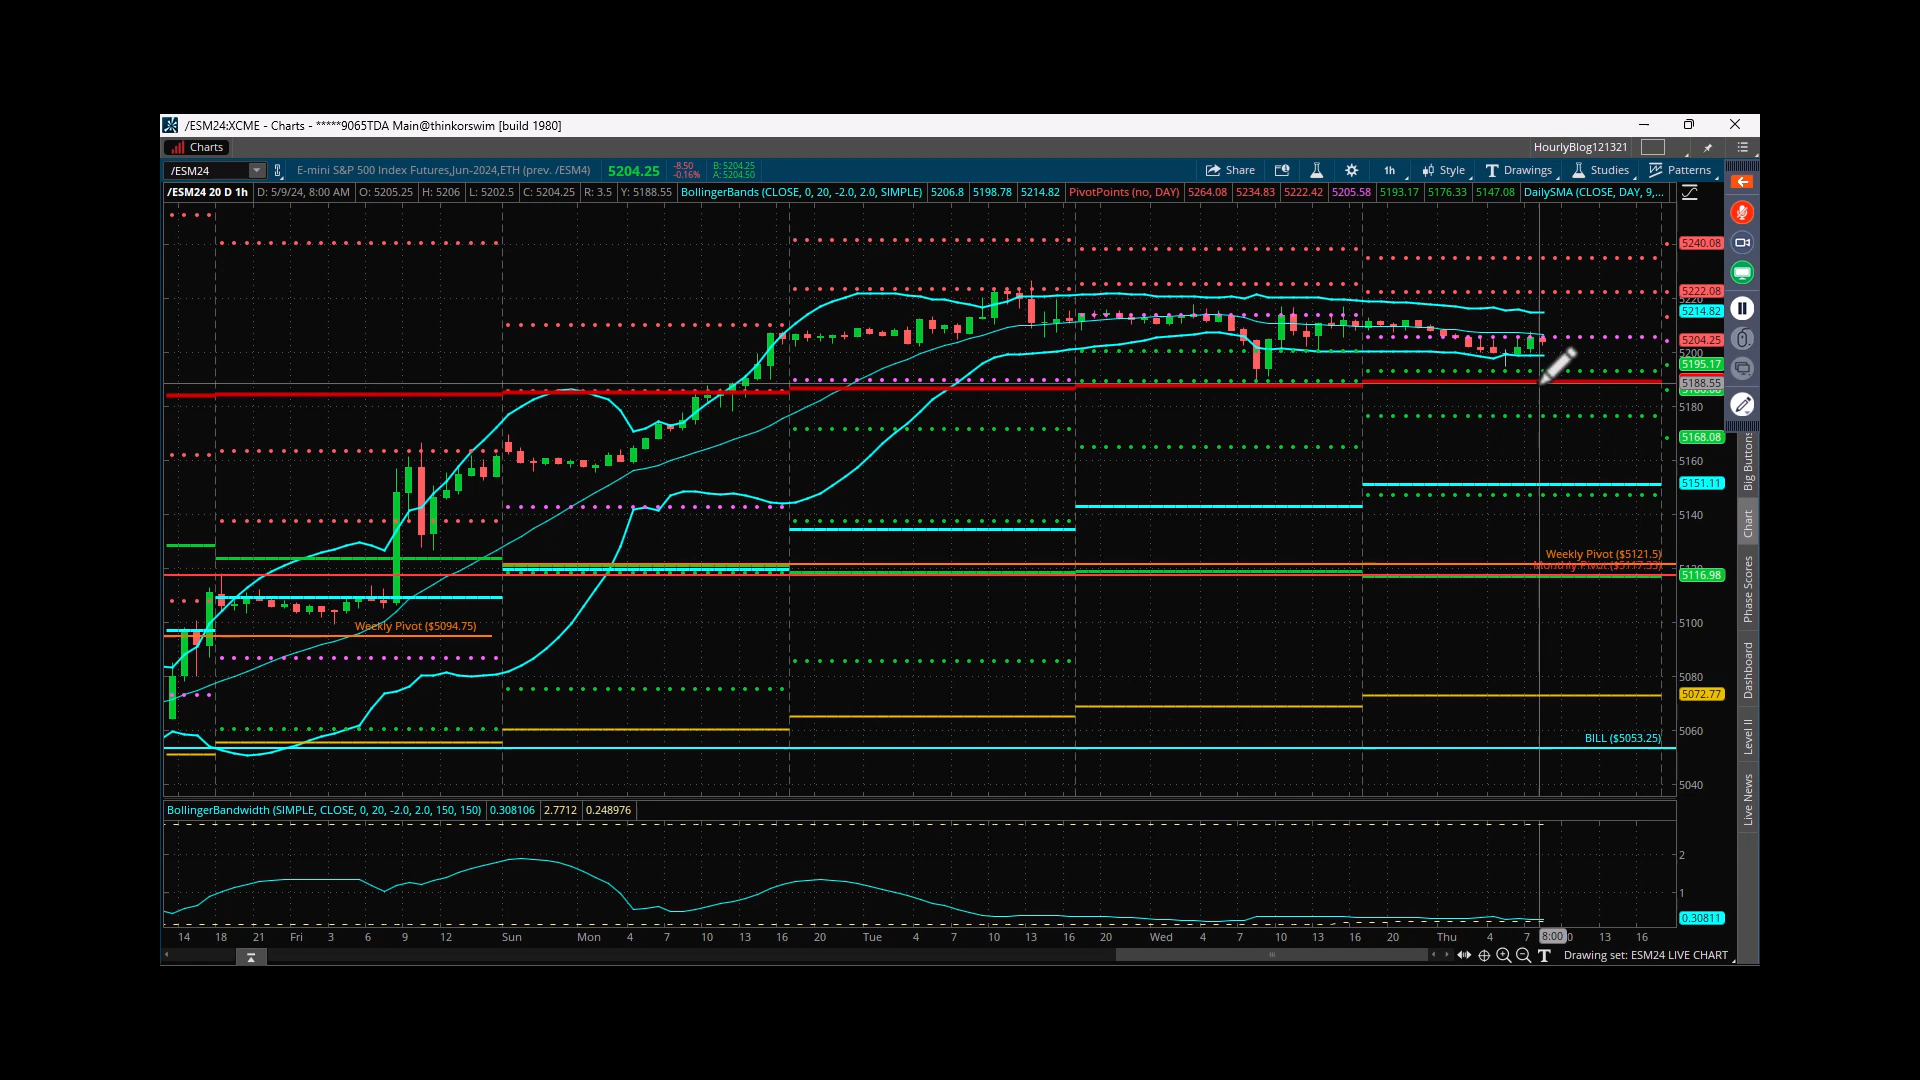 /ESM24:XCME - Charts - *****9065TDA Main@thinkorswim [build 1980]
Charts
HourlyBlog121321
/ESM24
E-mini S&P 500 Index Futures,Jun-2024,ETH (prev. /ESM4)
5204.25
-8.50
-0.16%
B: 5204.25
A: 5204.50
Share
1h
Style
Drawings
Studies
Patterns
/ESM24 20 D 1h D: 5/9/24, 8:00 AM O: 5205.25 H: 5206 L: 5202.5 C: 5204.25 R: 3.5 Y: 5188.55 BollingerBands (CLOSE, 0, 20, -2.0, 2.0, SIMPLE) 5206.8 5198.78 5214.82 PivotPoints (no, DAY) 5264.08 5234.83 5222.42 5205.58 5193.17 5176.33 5147.08 DailySMA (CLOSE, DAY, 9,...
5240.08
5222.08
5220
5214.82
5204.25
5200
5195.17
5188.55
5180
5168.08
5160
5151.11
5140
5120
5116.98
5100
5080
5072.77
5060
5040
Weekly Pivot ($5121.5)
Monthly Pivot ($5117.33)
Weekly Pivot ($5094.75)
BILL ($5053.25)
Big Buttons
Chart
Phase Scores
Dashboard
Level II
Live News
BollingerBandwidth (SIMPLE, CLOSE, 0, 20, -2.0, 2.0, 150, 150) 0.308106 2.7712 0.248976
2
1
0.30811
14 18 21 Fri 3 6 9 12 Sun Mon 4 7 10 13 16 20 Tue 4 7 10 13 16 20 Wed 4 7 10 13 16 20 Thu 4 7 8:00 0 13 16
T Drawing set: ESM24 LIVE CHART